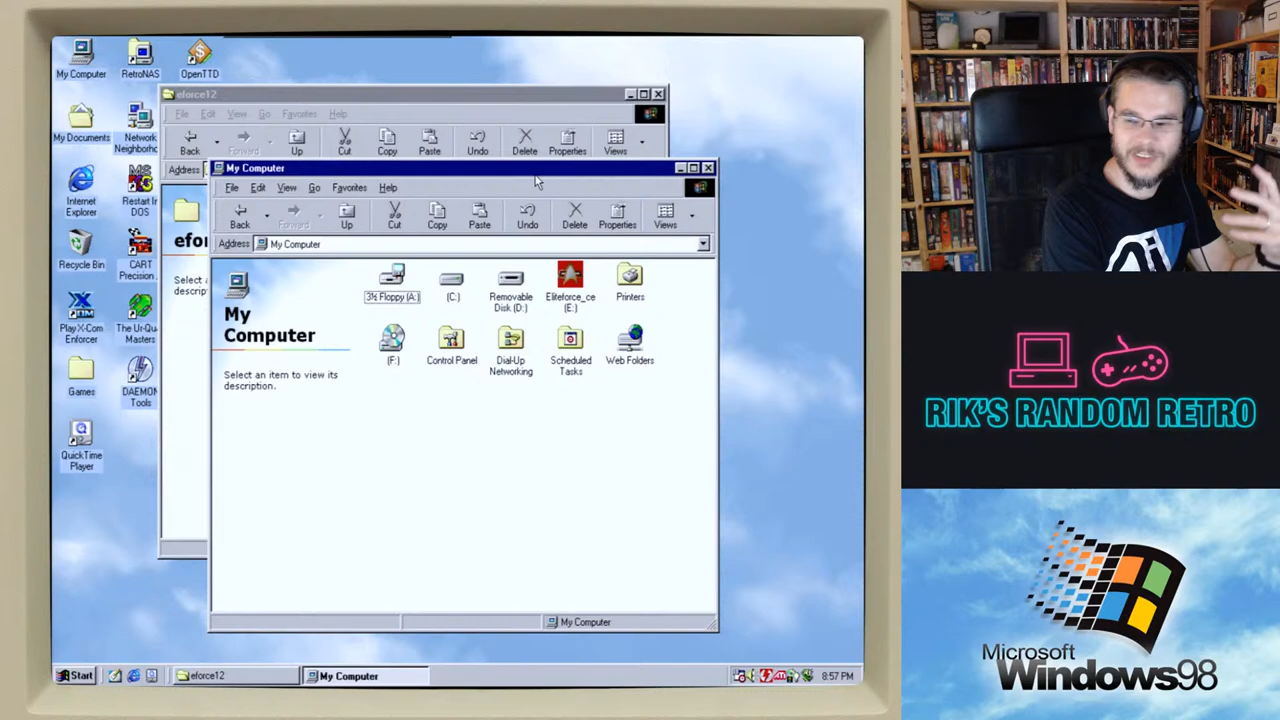 My Computer
RetroNAS
OpenTTD
My Documents
Network
Neighborho
Internet
Explorer
Restart in
DOS
Recycle Bin
CART
Precision
Play X-Com
Enforcer
The Ur-Qu
Masters
Games
DAEMON
Tools
QuickTime
Player
eforce12
File Edit View Go Favorites Help
Back Forward Up Cut Copy Paste Undo Delete Properties Views
Address
My Computer
File Edit View Go Favorites Help
Back Forward Up Cut Copy Paste Undo Delete Properties Views
Address My Computer
efor
Select a
descrip
My
Computer
Select an item to view its
description.
3½ Floppy (A:)
(C:)
Removable
Disk (D:)
Eliteforce_ce
(E:)
Printers
(F:)
Control Panel
Dial-Up
Networking
Scheduled
Tasks
Web Folders
My Computer
Start
eforce12
My Computer
8:57 PM
RIK'S RANDOM RETRO
Microsoft
Windows98